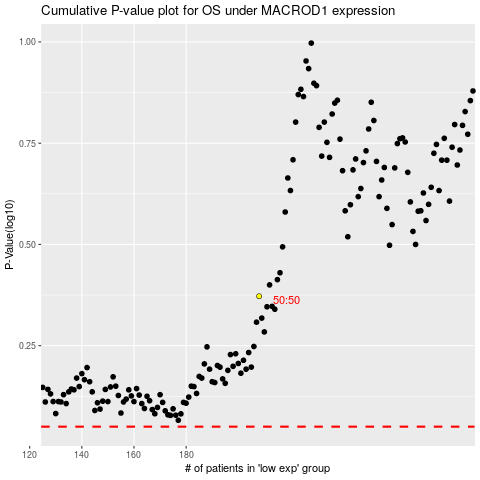 Cumulative P-value plot for OS under MACROD1 expression
1.00
0.75
0.50
0.25
P-Value(log10)
50:50
120 140 160 180
# of patients in 'low exp' group